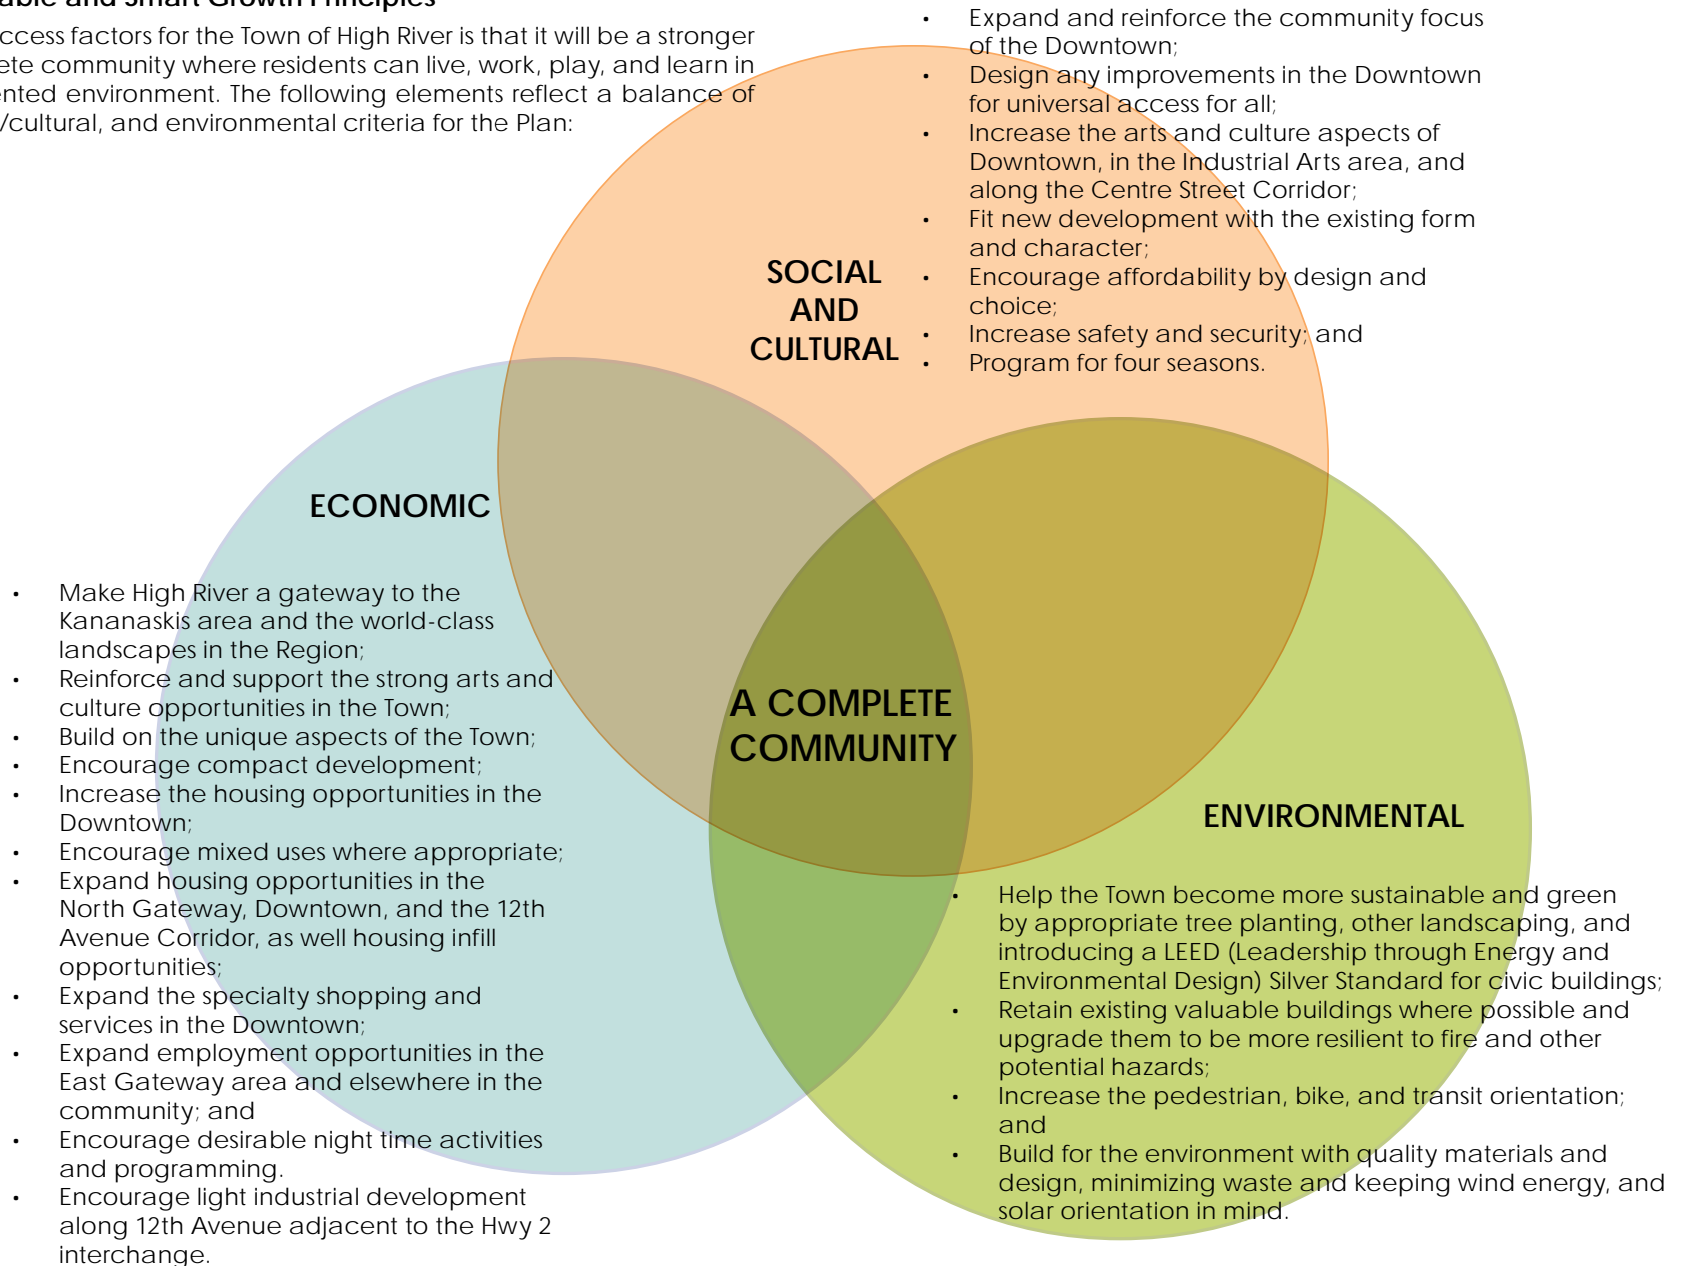 able and Smart Growth Principles
ccess factors for the Town of High River is that it will be a stronger
ete community where residents can live, work, play, and learn in
nted environment. The following elements reflect a balance of
/cultural, and environmental criteria for the Plan:
• Expand and reinforce the community focus
of the Downtown;
• Design any improvements in the Downtown
for universal access for all;
• Increase the arts and culture aspects of
Downtown, in the Industrial Arts area, and
along the Centre Street Corridor;
• Fit new development with the existing form
and character;
• Encourage affordability by design and
choice;
• Increase safety and security; and
• Program for four seasons.
SOCIAL
AND
CULTURAL
ECONOMIC
• Make High River a gateway to the
Kananaskis area and the world-class
landscapes in the Region;
• Reinforce and support the strong arts and
culture opportunities in the Town;
• Build on the unique aspects of the Town;
• Encourage compact development;
• Increase the housing opportunities in the
Downtown;
• Encourage mixed uses where appropriate;
• Expand housing opportunities in the
North Gateway, Downtown, and the 12th
Avenue Corridor, as well housing infill
opportunities;
• Expand the specialty shopping and
services in the Downtown;
• Expand employment opportunities in the
East Gateway area and elsewhere in the
community; and
• Encourage desirable night time activities
and programming.
• Encourage light industrial development
along 12th Avenue adjacent to the Hwy 2
interchange.
A COMPLETE
COMMUNITY
ENVIRONMENTAL
• Help the Town become more sustainable and green
by appropriate tree planting, other landscaping, and
introducing a LEED (Leadership through Energy and
Environmental Design) Silver Standard for civic buildings;
• Retain existing valuable buildings where possible and
upgrade them to be more resilient to fire and other
potential hazards;
• Increase the pedestrian, bike, and transit orientation;
and
• Build for the environment with quality materials and
design, minimizing waste and keeping wind energy, and
solar orientation in mind.